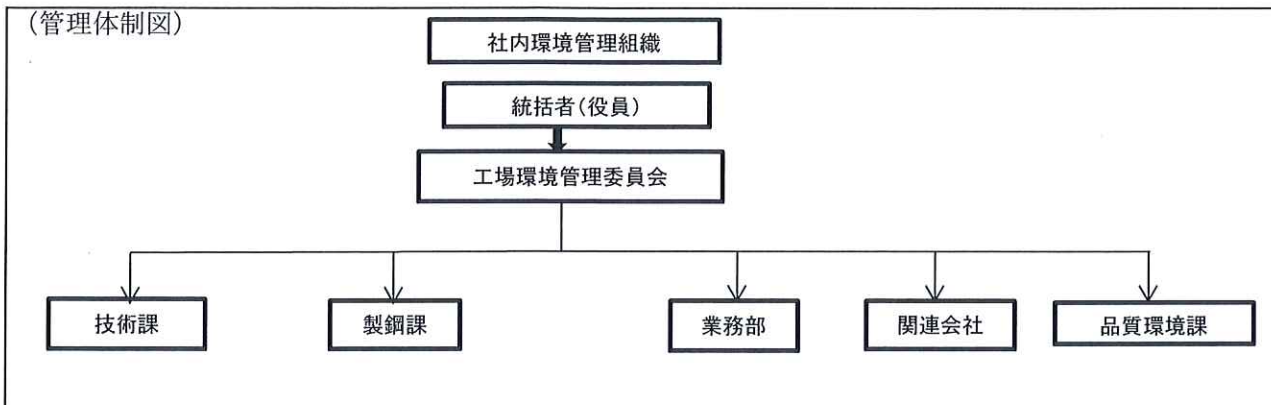 (管理体制図)
社内環境管理組織
統括者(役員)
工場環境管理委員会
技術課
製鋼課
業務部
関連会社
品質環境課